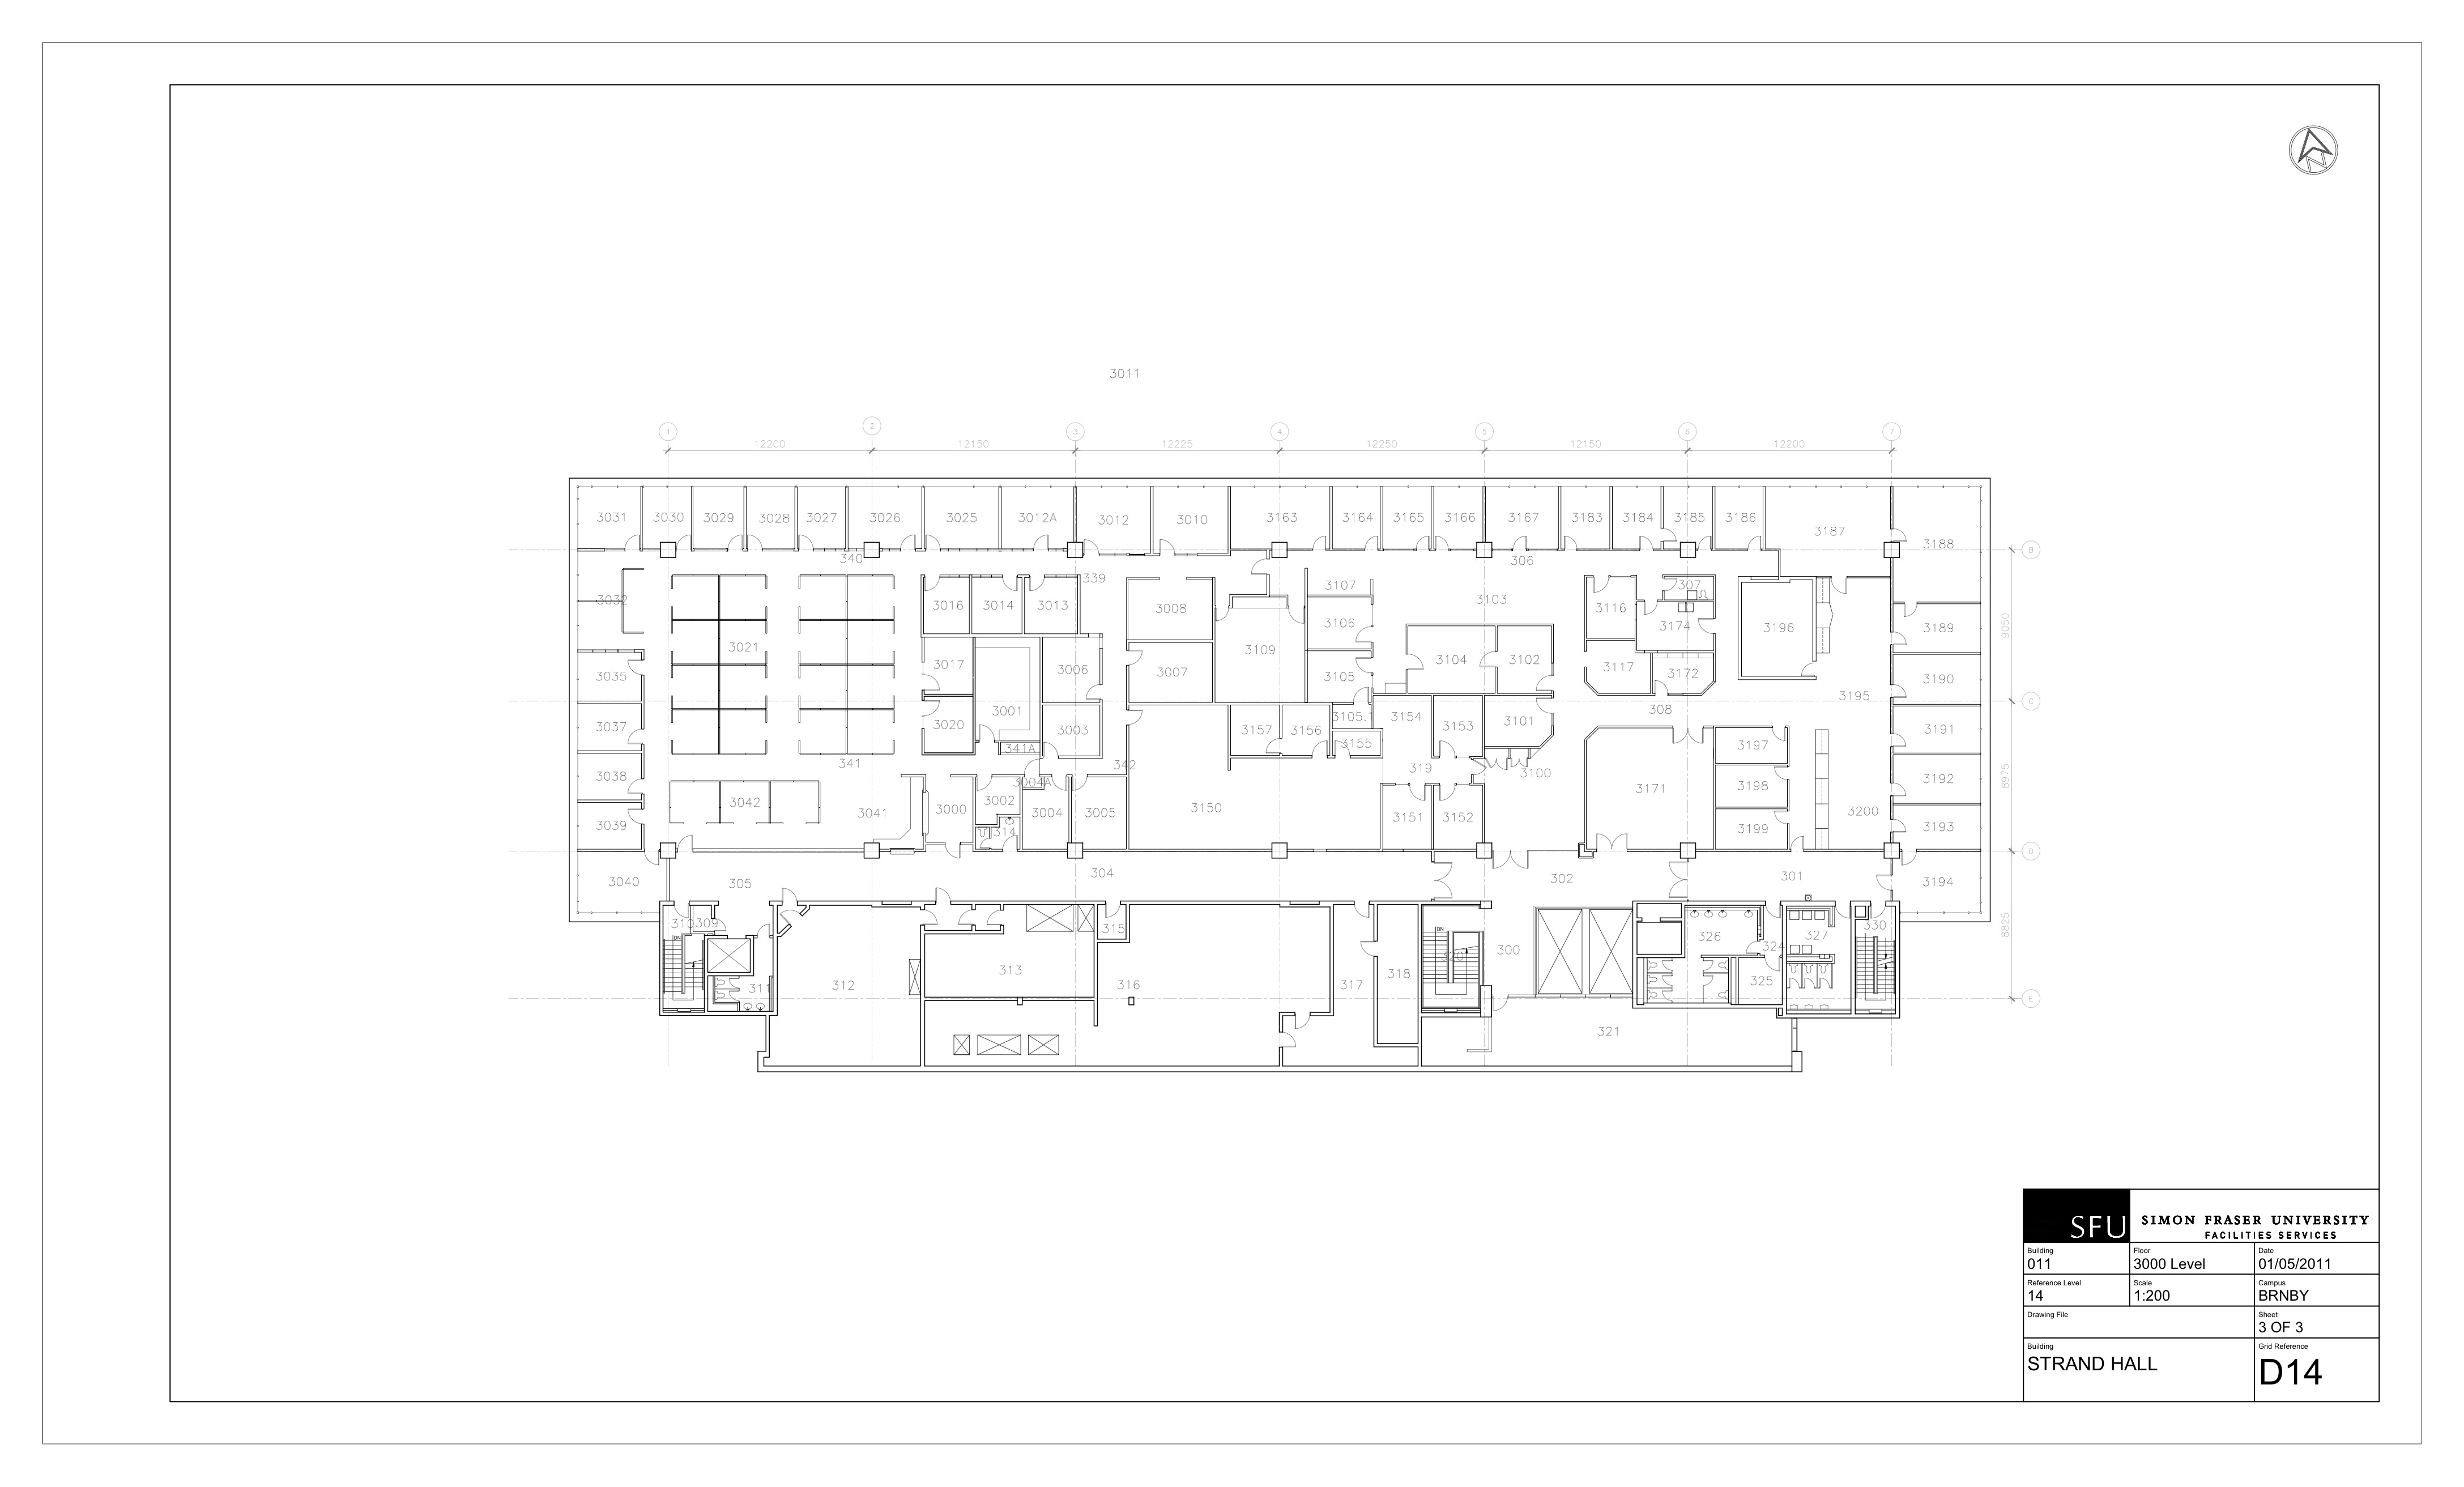 3011
1 2 3 4 5 6 7
12200 12150 12225 12250 12150 12200
3031 3030 3029 3028 3027 3026 3025 3012A 3012 3010 3163 3164 3165 3166 3167 3183 3184 3185 3186 3187
3188
B
340 306
339
3107 307
3032 3016 3014 3013 3008 3103 3116
3106 3174 3196 3189 9050
3021 3109
3017 3006 3007 3104 3102 3117 3172
3035 3105 3190
3195
C
3001 3003 3105. 3154 308
3037 3020 3157 3156 3153 3101 3191
341A 3155 3197
341 342 319 3100
3038 3004A 3198 3192 8975
3042 3002 3171
3041 3000 3004 3005 3150 3151 3152 3200
3039 314 3199 3193
D
3040 305 304 302 301 3194
310 309 315 330
DN DN 326 327 8825
320 300 324
313 318 325
311 312 316 317
E
321
SFU SIMON FRASER UNIVERSITY
FACILITIES SERVICES
Building Floor Date
011 3000 Level 01/05/2011
Reference Level Scale Campus
14 1:200 BRNBY
Drawing File Sheet
3 OF 3
Building Grid Reference
STRAND HALL D14